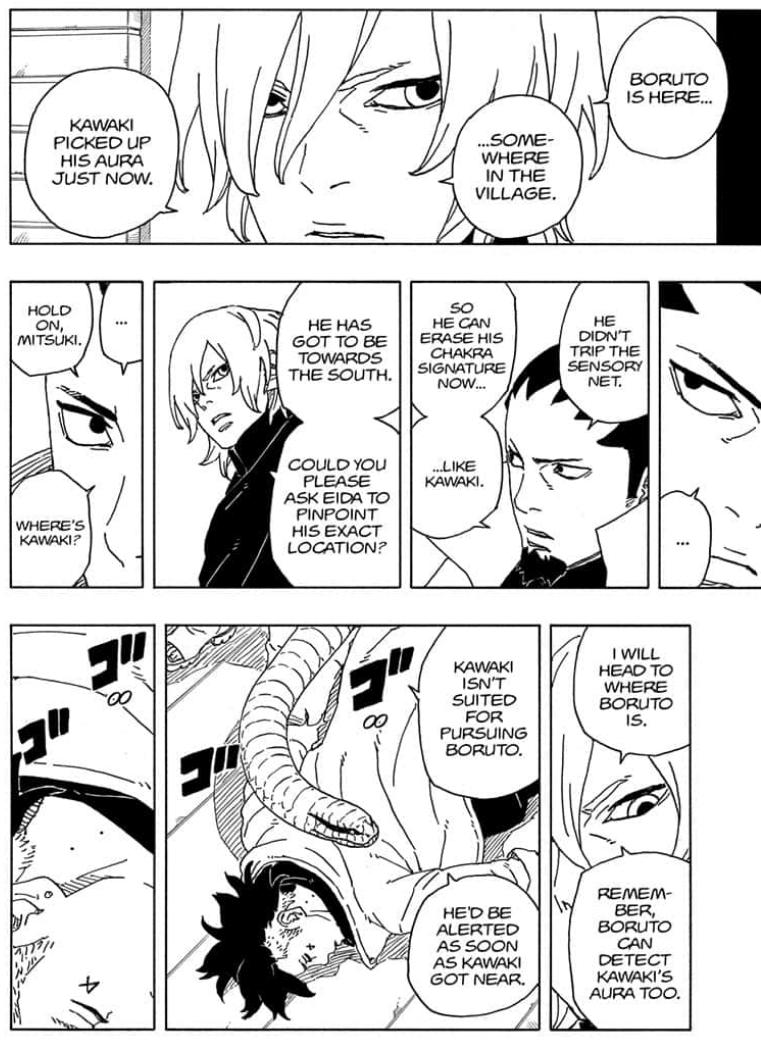 BORUTO
IS HERE...
...SOME-
WHERE
IN THE
VILLAGE.
KAWAKI
PICKED UP
HIS AURA
JUST NOW.
...
HE
DIDN'T
TRIP THE
SENSORY
NET.
SO
HE CAN
ERASE HIS
CHAKRA
SIGNATURE
NOW...
...LIKE
KAWAKI.
HE HAS
GOT TO BE
TOWARDS
THE SOUTH.
COULD YOU
PLEASE
ASK EIDA TO
PINPOINT
HIS EXACT
LOCATION?
...
HOLD
ON,
MITSUKI.
WHERE'S
KAWAKI?
I WILL
HEAD TO
WHERE
BORUTO
IS.
REMEM-
BER,
BORUTO
CAN
DETECT
KAWAKI'S
AURA TOO.
KAWAKI
ISN'T
SUITED
FOR
PURSUING
BORUTO.
HE'D BE
ALERTED
AS SOON
AS KAWAKI
GOT NEAR.
ゴ
ゴ
ゴ
ゴ